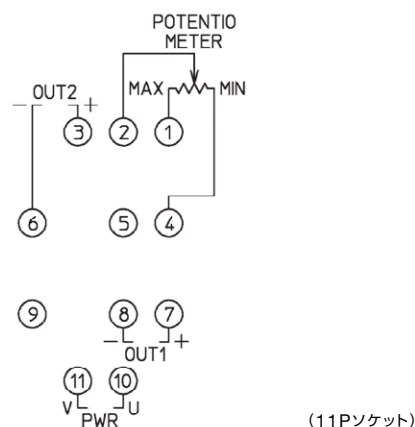 POTENTIO
METER
OUT2
− +
MAX MIN
3 2 1
6 5 4
9 8 7
− +
OUT1
11 10
V U
PWR
(11Pソケット)